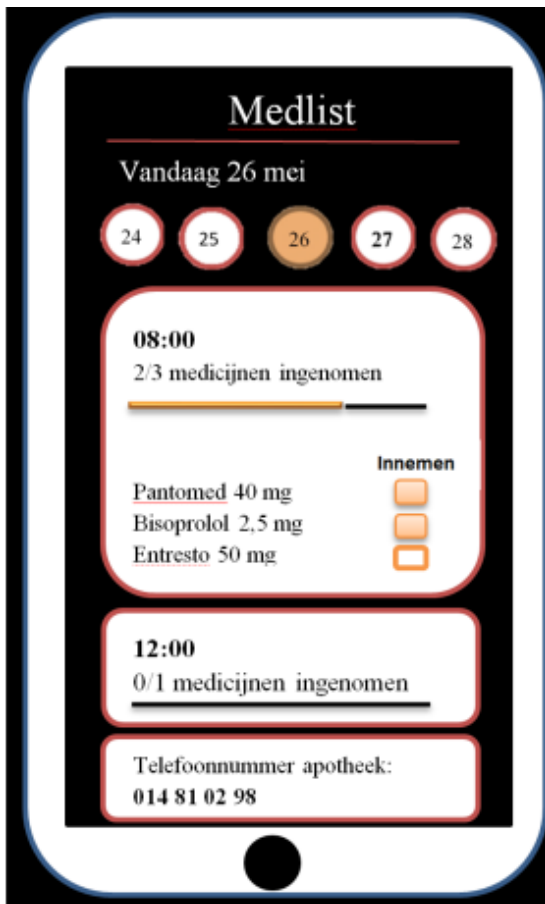 Medlist
Vandaag 26 mei
24 25 26 27 28
08:00
2/3 medicijnen ingenomen
Innemen
Pantomed 40 mg
Bisoprolol 2,5 mg
Entresto 50 mg
12:00
0/1 medicijnen ingenomen
Telefoonnummer apotheek:
014 81 02 98